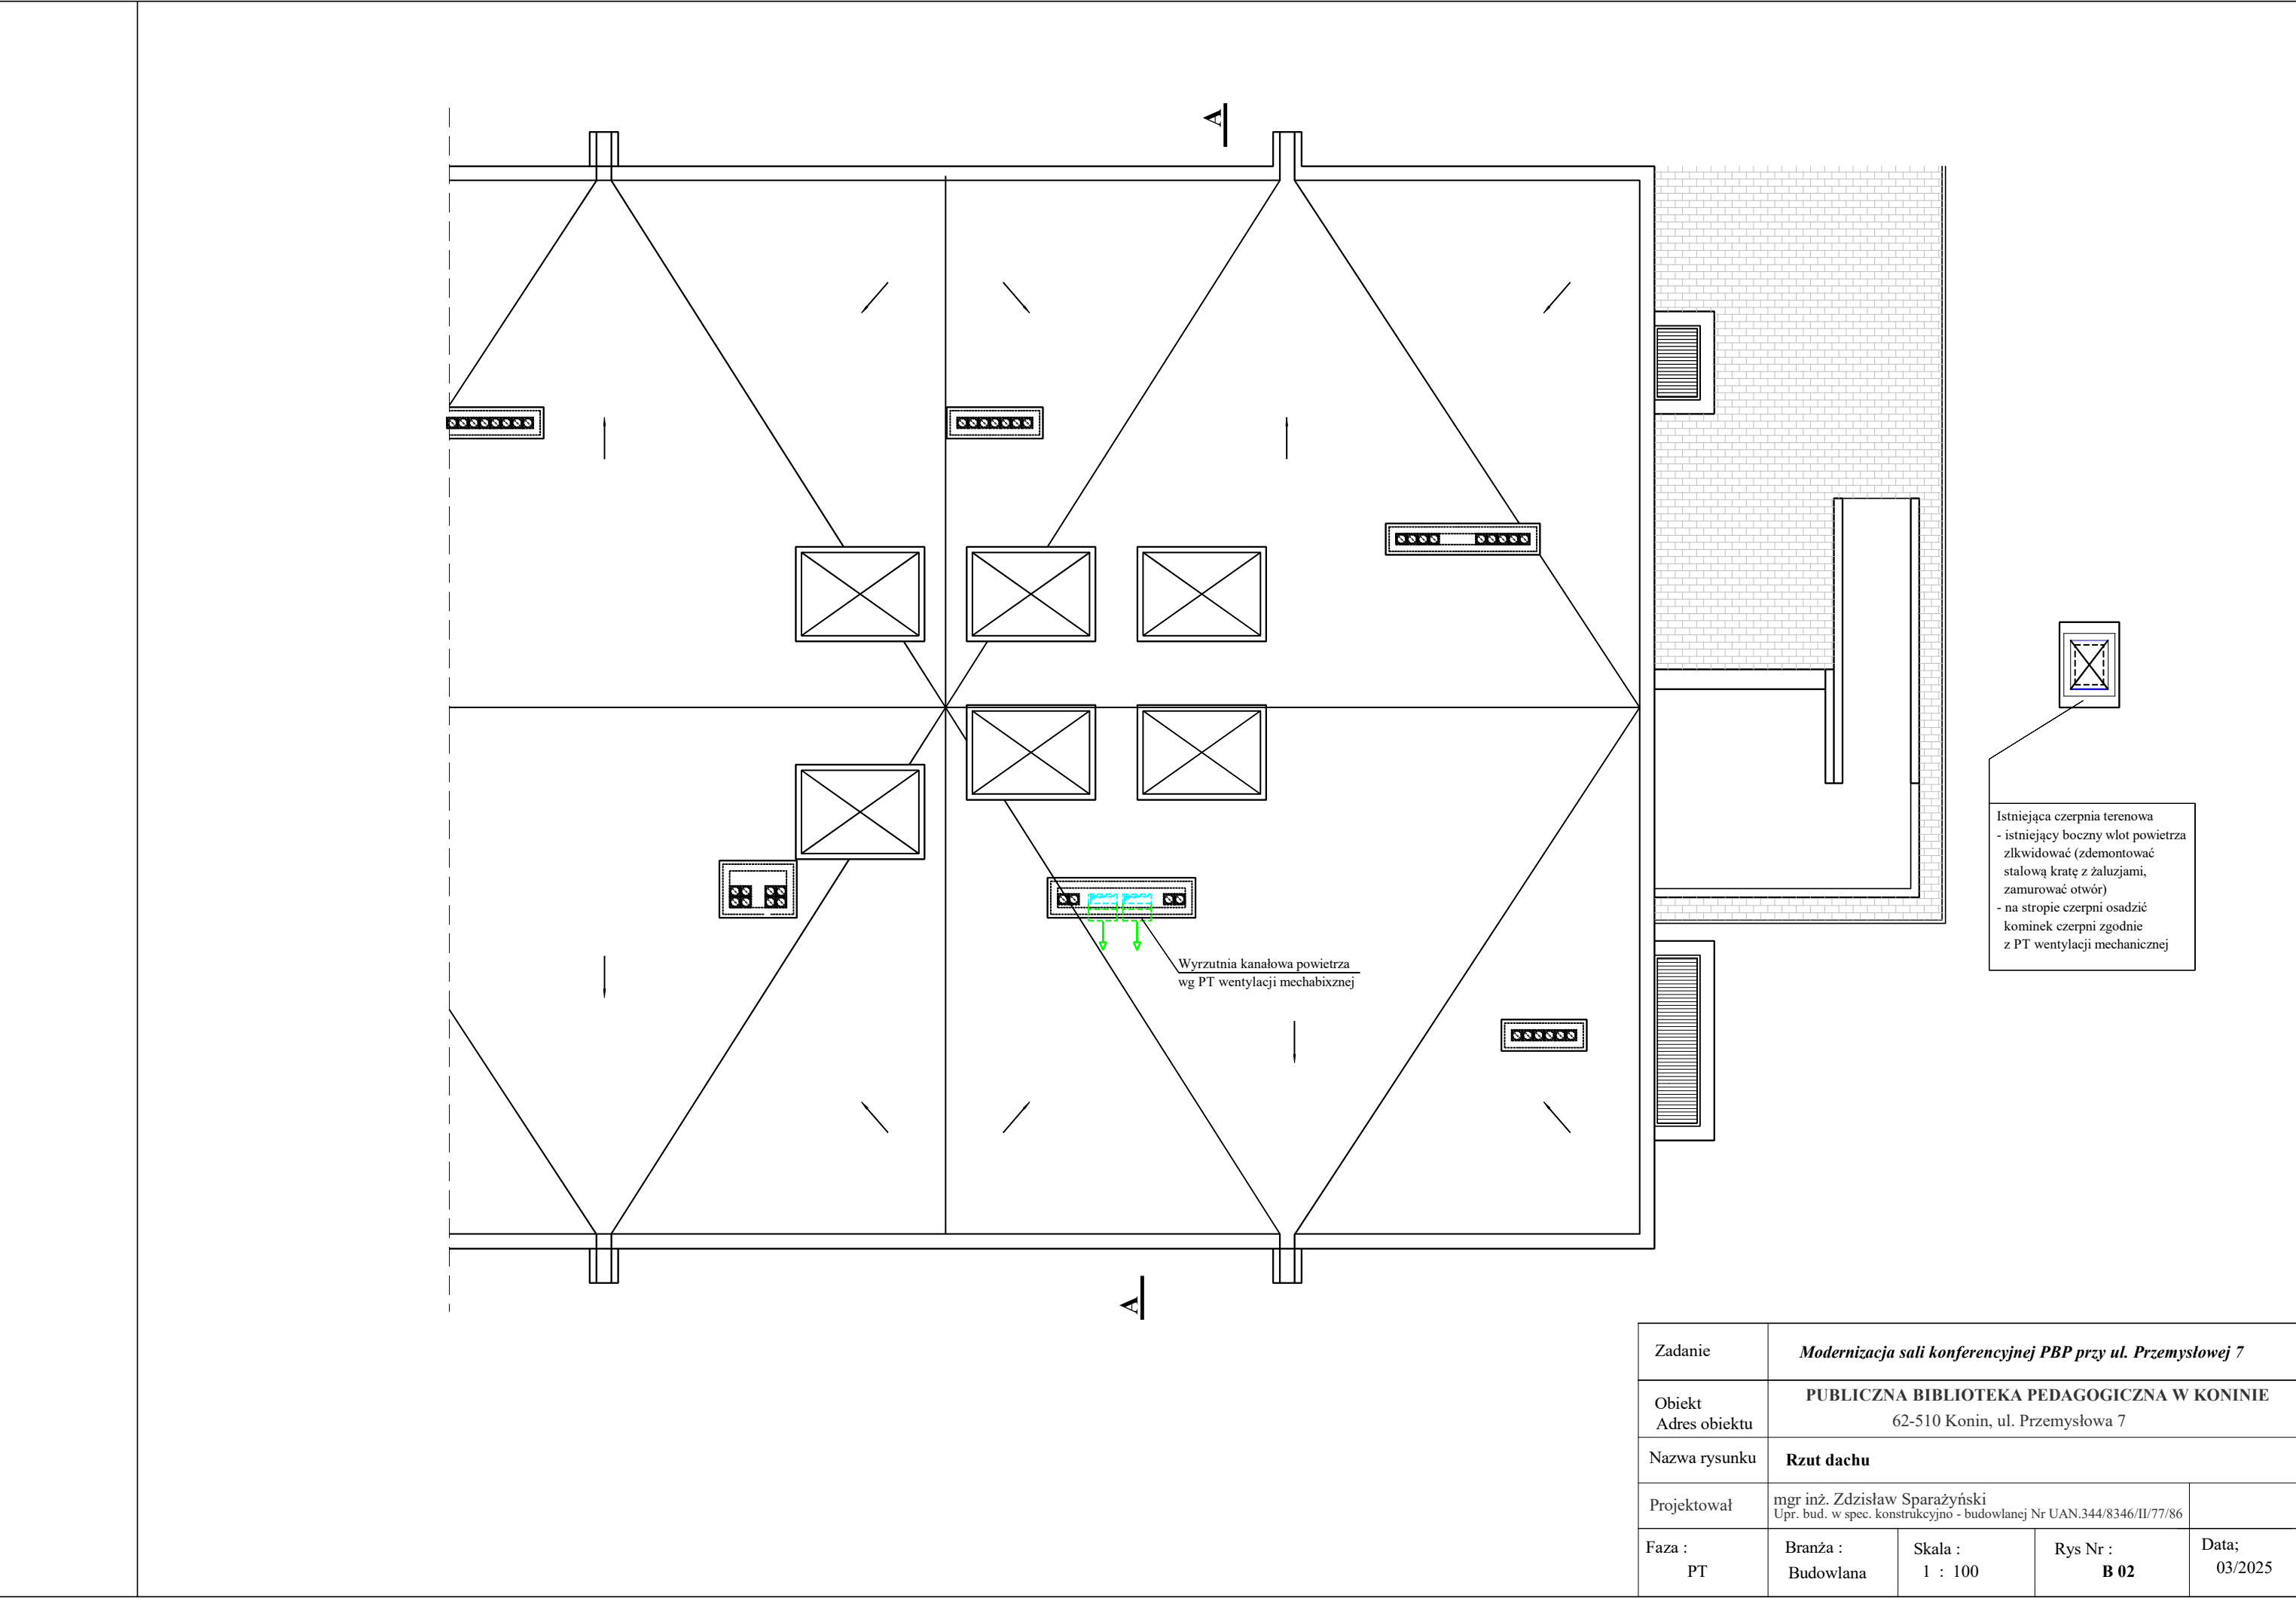 A
Istniejąca czerpnia terenowa
- istniejący boczny wlot powietrza
zlkwidować (zdemontować
stalową kratę z żaluzjami,
zamurować otwór)
- na stropie czerpni osadzić
kominek czerpni zgodnie
z PT wentylacji mechanicznej
Wyrzutnia kanałowa powietrza
wg PT wentylacji mechabixznej
A
Zadanie
Modernizacja sali konferencyjnej PBP przy ul. Przemysłowej 7
Obiekt
Adres obiektu
PUBLICZNA BIBLIOTEKA PEDAGOGICZNA W KONINIE
62-510 Konin, ul. Przemysłowa 7
Nazwa rysunku
Rzut dachu
Projektował
mgr inż. Zdzisław Sparażyński
Upr. bud. w spec. konstrukcyjno - budowlanej Nr UAN.344/8346/II/77/86
Faza :
PT
Branża :
Budowlana
Skala :
1 : 100
Rys Nr :
B 02
Data;
03/2025